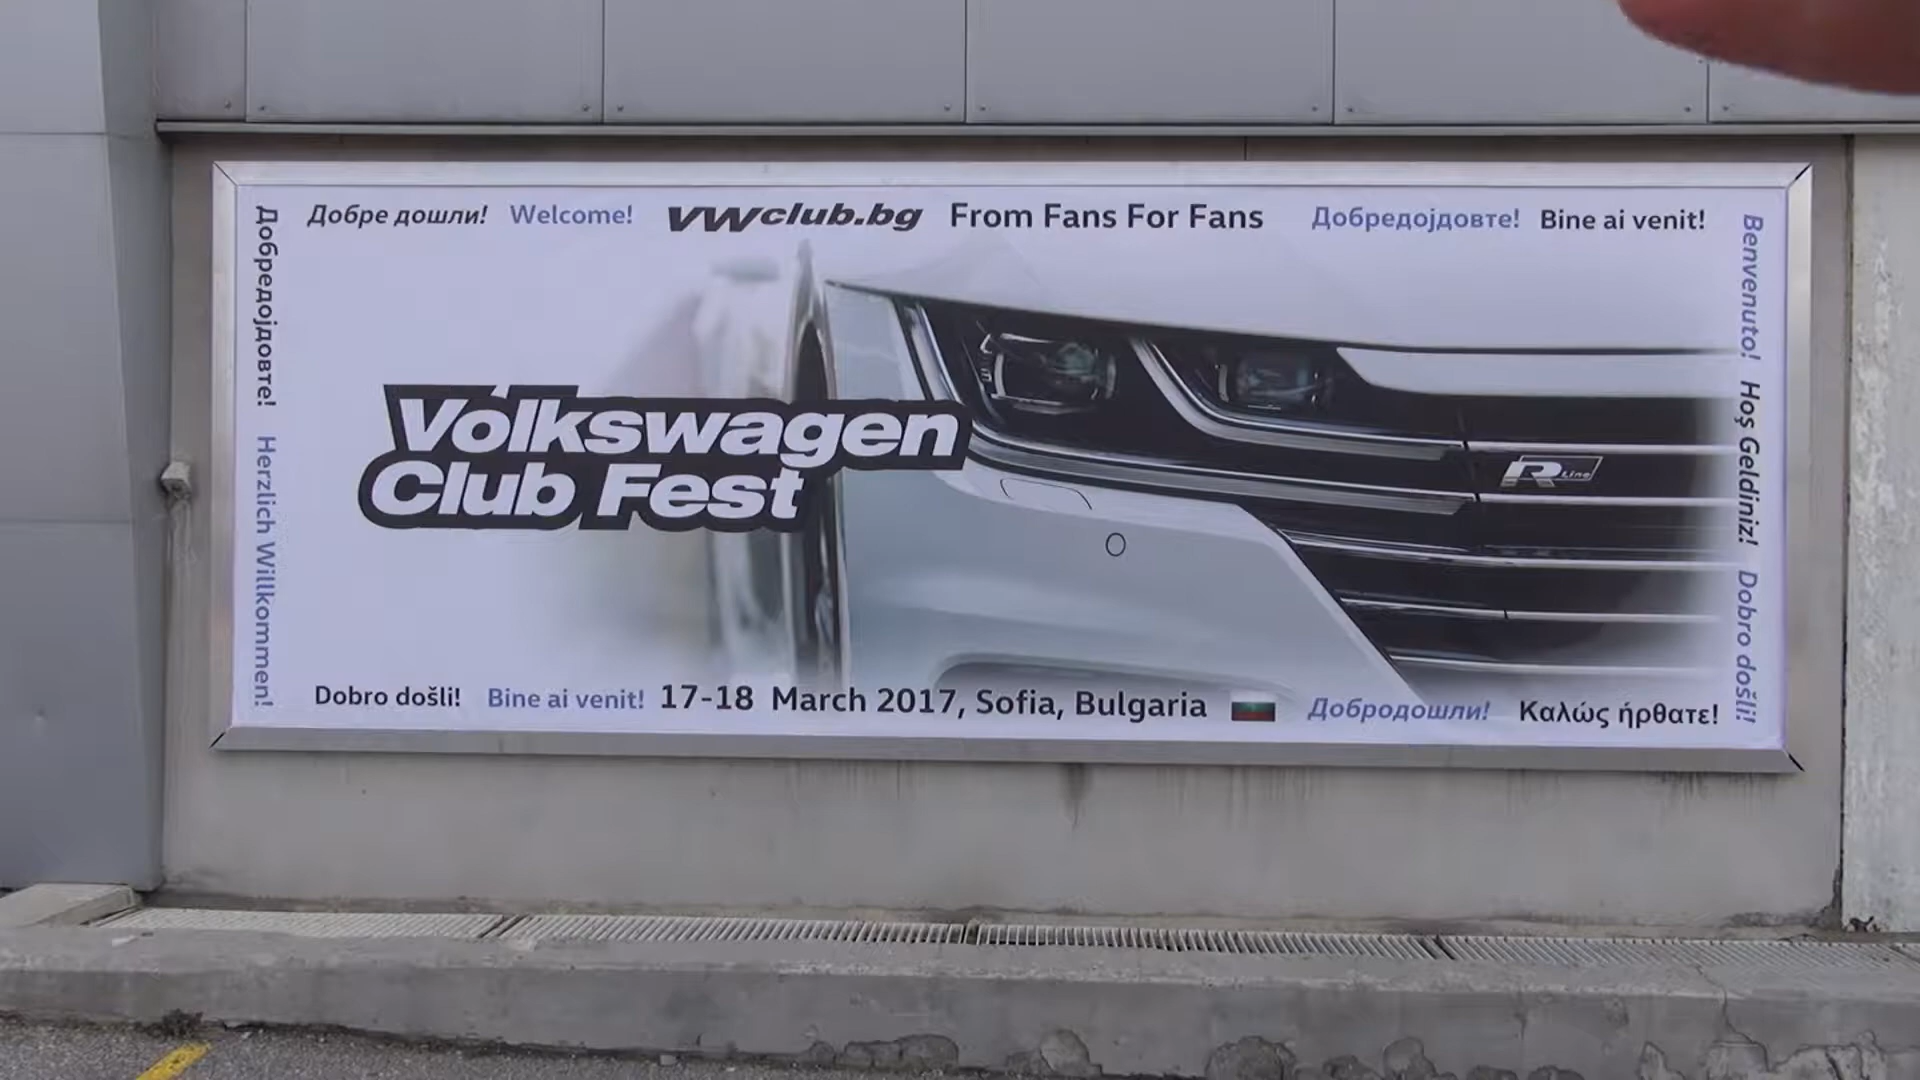 Добре дошли! Welcome! VWclub.bg From Fans For Fans Добредојдовте! Bine ai venit!
Добредојдовте! Herzlich Willkommen!
Volkswagen
Club Fest
R Line
Benvenuto! Hoş Geldiniz! Dobro došli!
Dobro došli! Bine ai venit! 17-18 March 2017, Sofia, Bulgaria Добродошли! Καλώς ήρθατε!